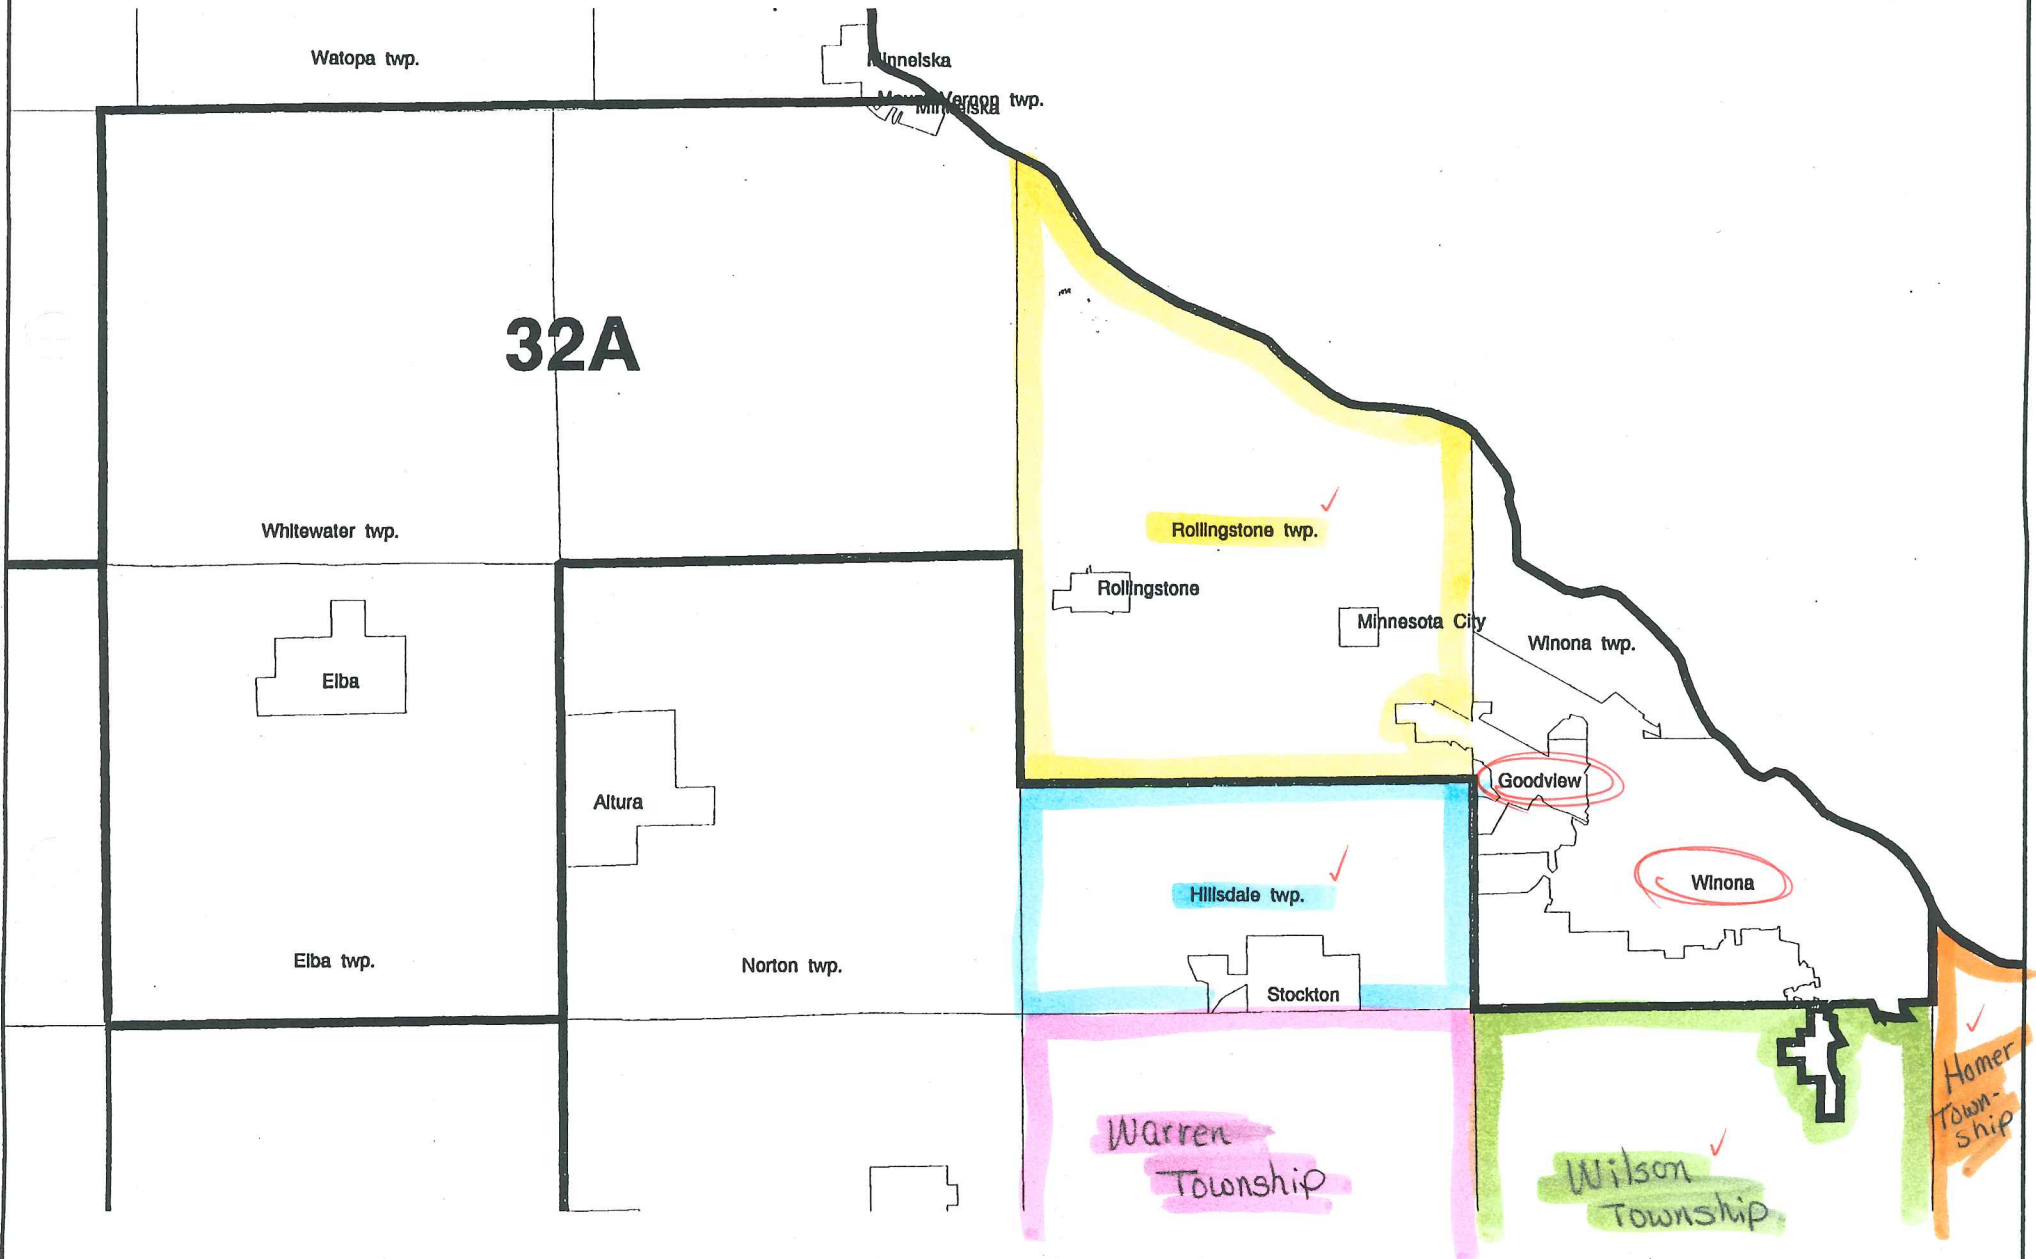 Watopa twp.
Minneiska
Mount Vernon twp.
Minneiska
32A
Whitewater twp.
Rollingstone twp.
Rollingstone
Minnesota City
Winona twp.
Elba
Goodview
Altura
Winona
Hillsdale twp.
Elba twp.
Norton twp.
Stockton
Homer
Town-
ship
Warren
Township
Wilson
Township